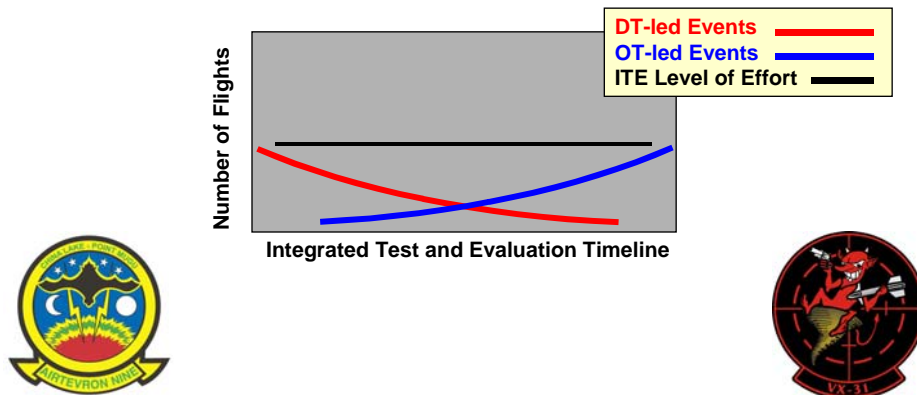 DT-led Events
OT-led Events
ITE Level of Effort
Number of Flights
Integrated Test and Evaluation Timeline
CHINA LAKE - POINT MUGU
AIRTEVRON NINE
VX-31